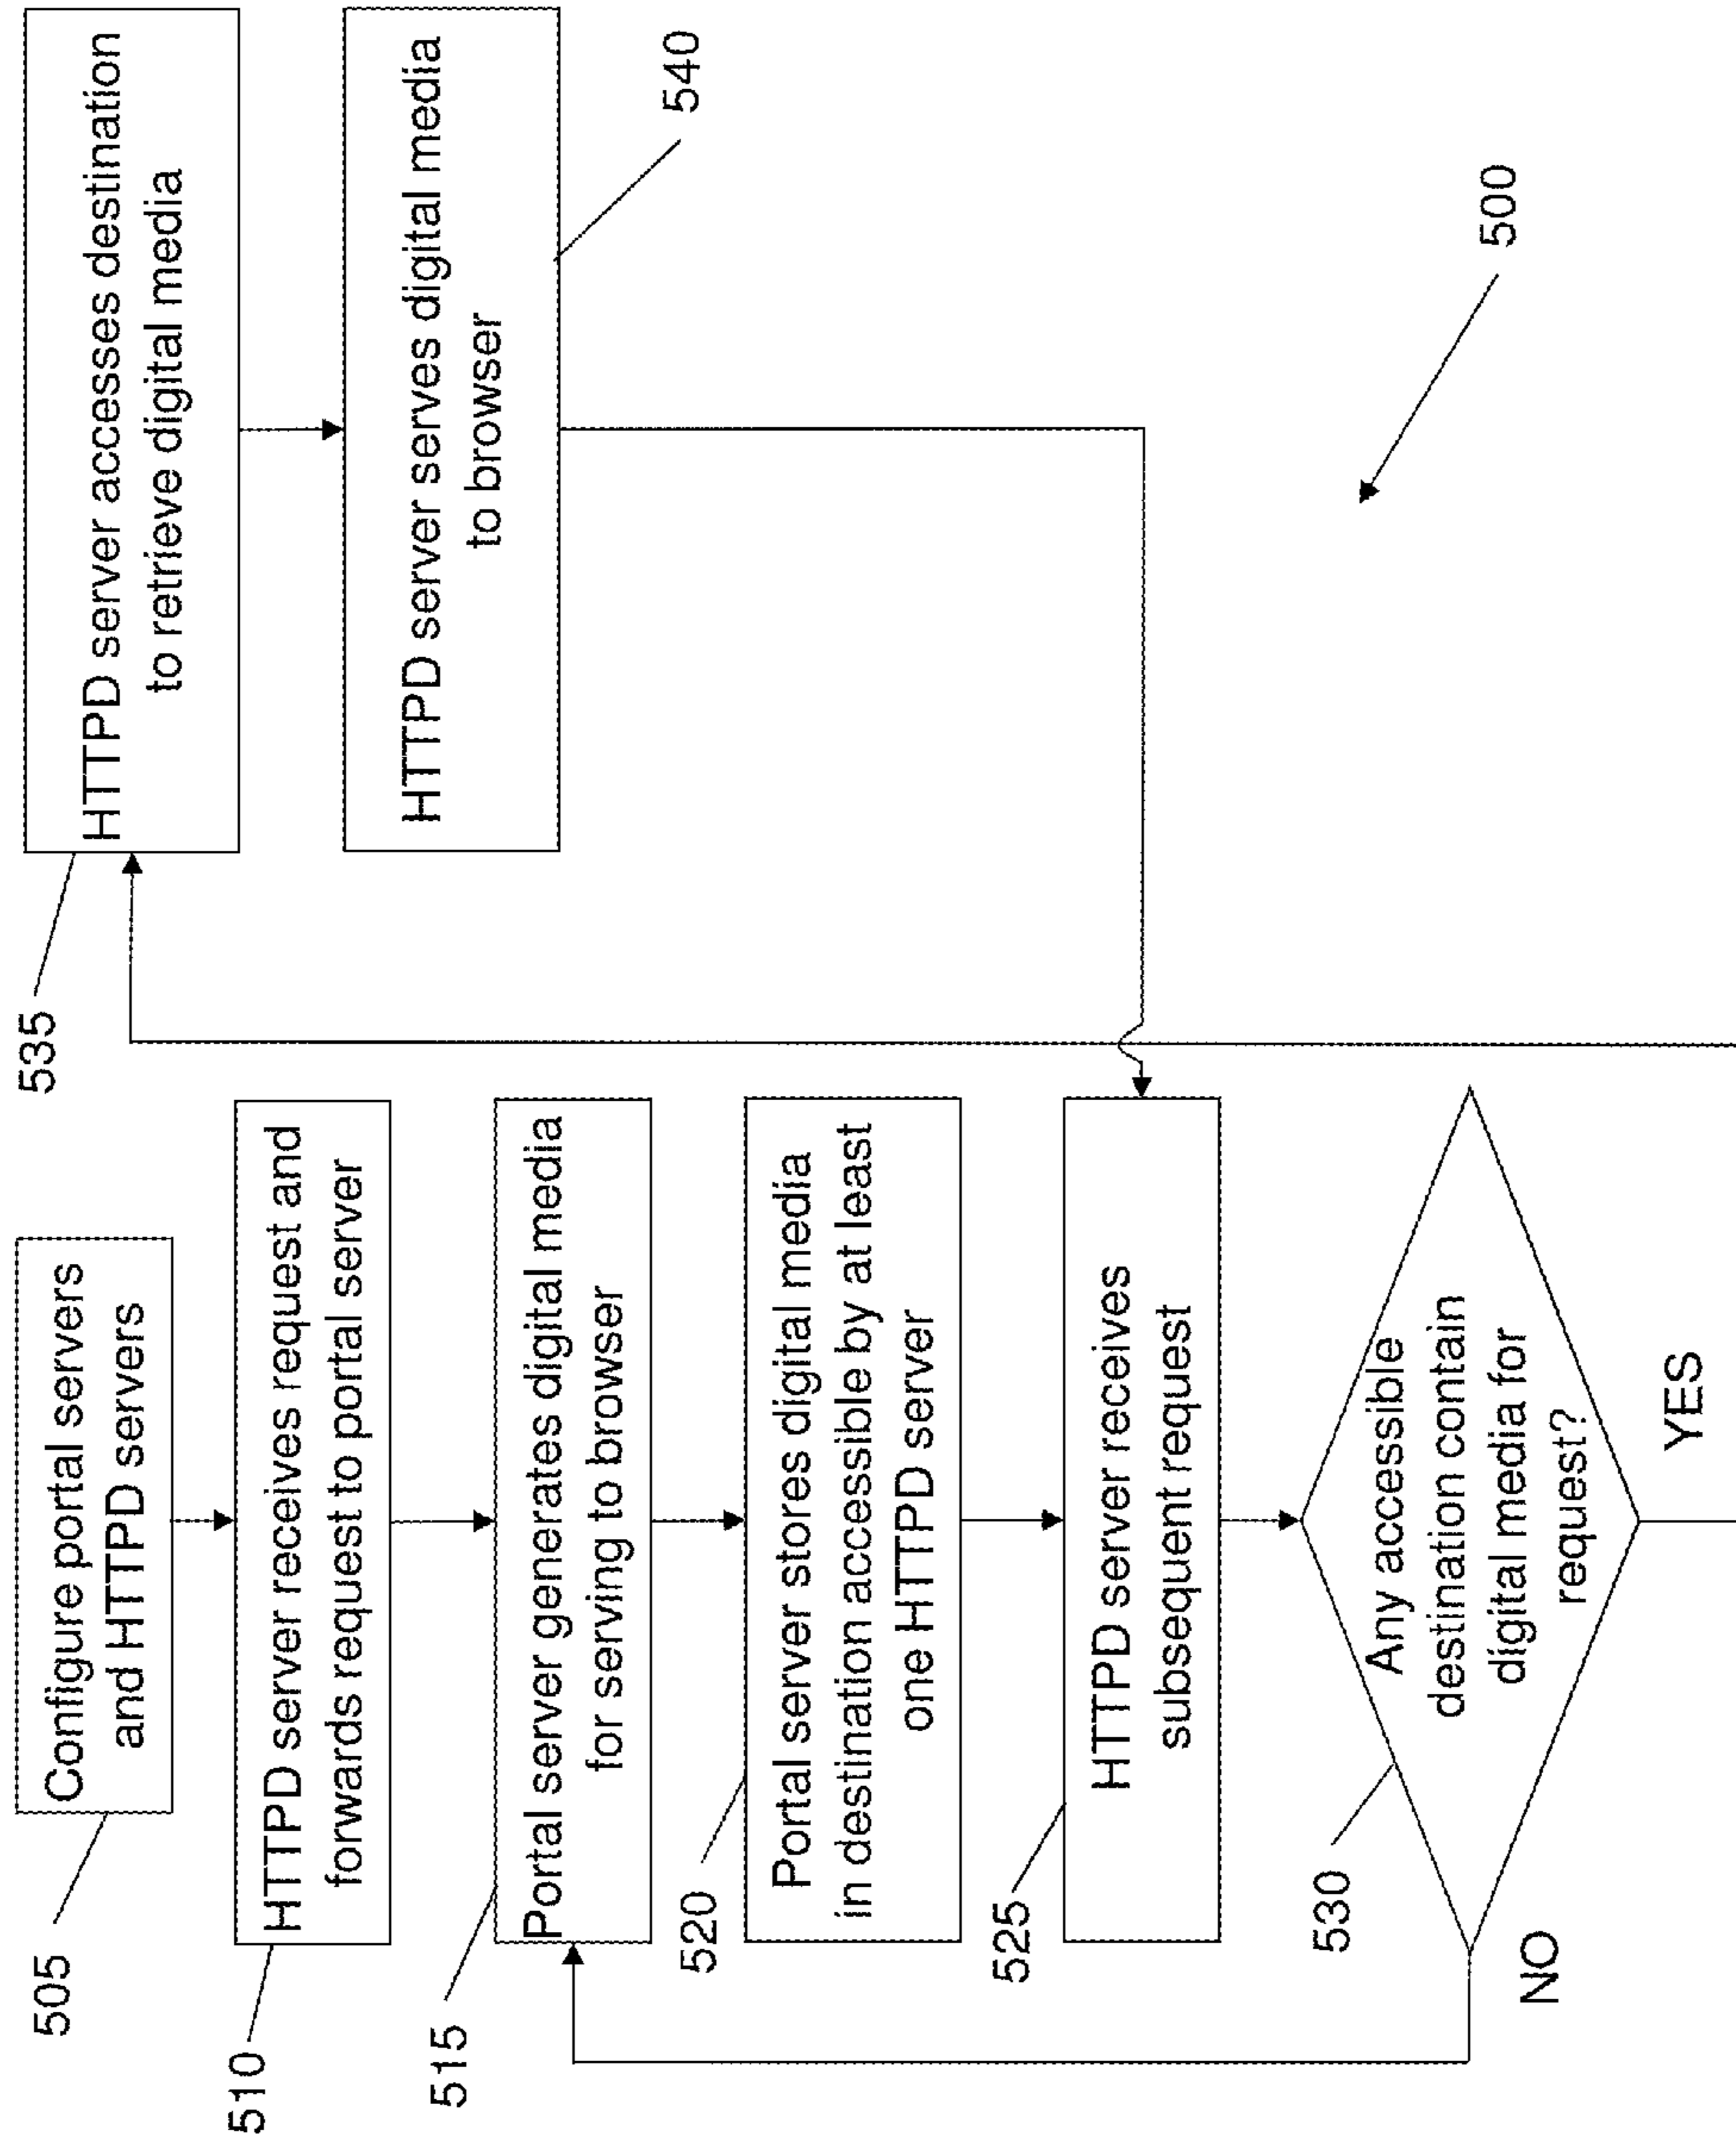 505
Configure portal servers
and HTTPD servers
510
HTTPD server receives request and
forwards request to portal server
515
Portal server generates digital media
for serving to browser
520
Portal server stores digital media
in destination accessible by at least
one HTTPD server
525
HTTPD server receives
subsequent request
530
Any accessible
destination contain
digital media for
request?
NO
YES
535
HTTPD server accesses destination
to retrieve digital media
HTTPD server serves digital media
to browser
540
500